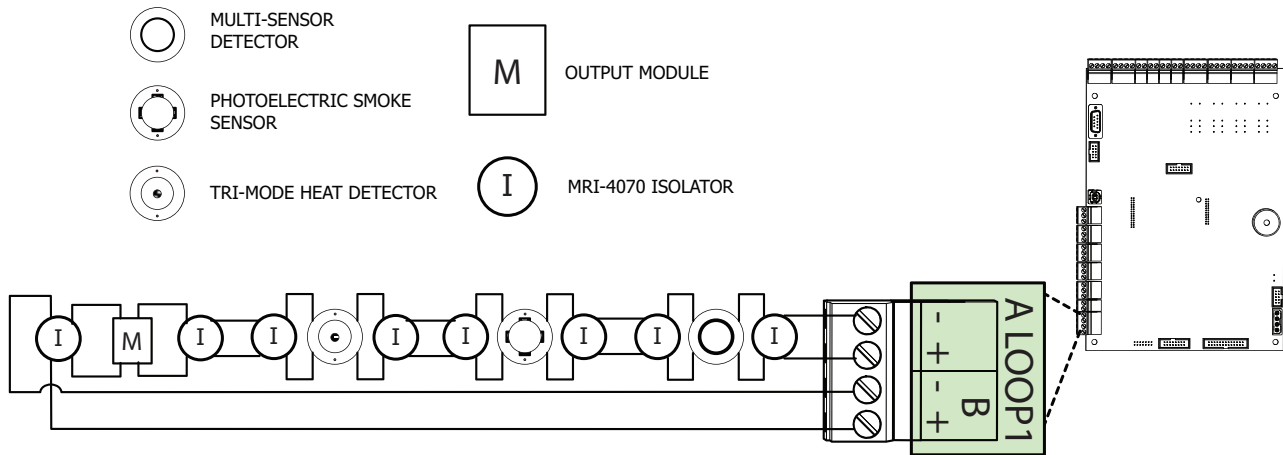 MULTI-SENSOR
DETECTOR
PHOTOELECTRIC SMOKE
SENSOR
TRI-MODE HEAT DETECTOR
M
OUTPUT MODULE
I
MRI-4070 ISOLATOR
I
M
I
I
I
I
I
I
I
A LOOP1
- +
B
- +